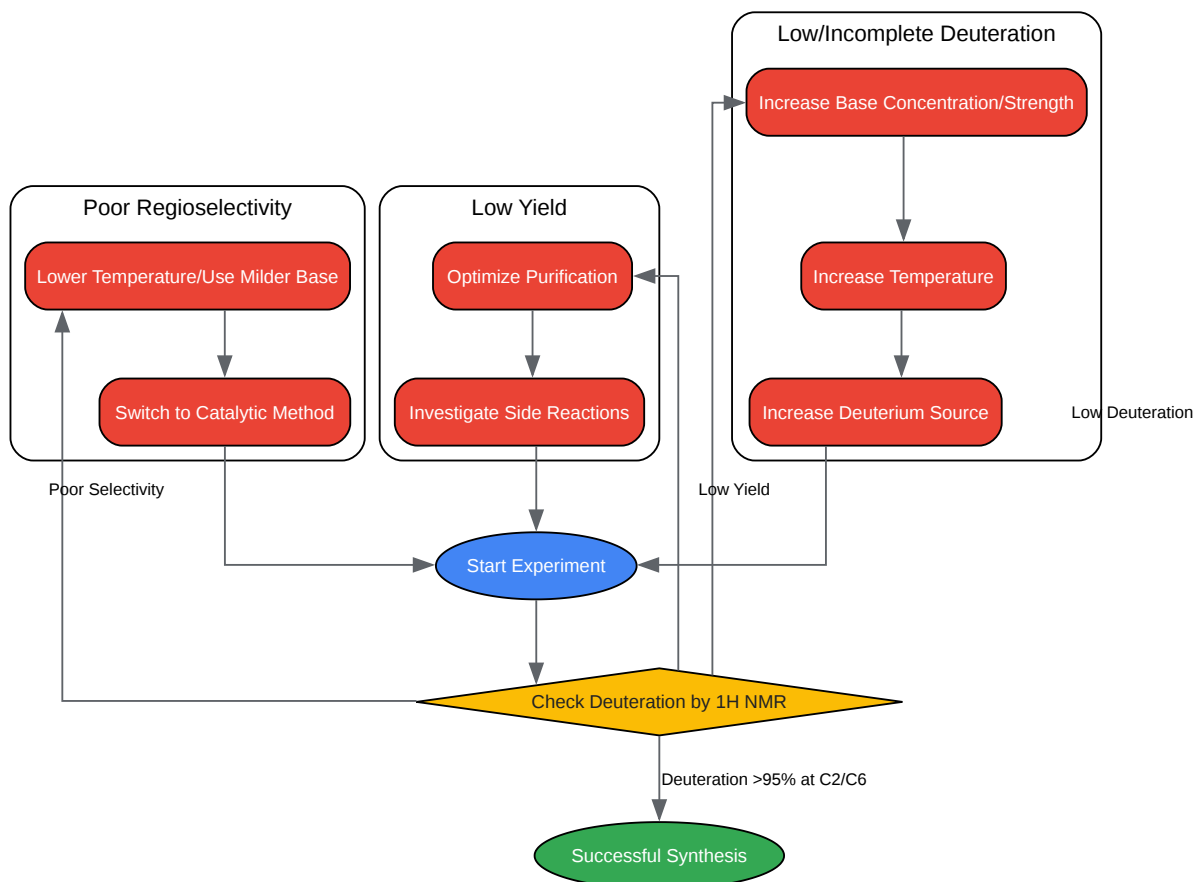 Low/Incomplete Deuteration
Increase Base Concentration/Strength
Poor Regioselectivity
Low Yield
Lower Temperature/Use Milder Base
Optimize Purification
Increase Temperature
Switch to Catalytic Method
Investigate Side Reactions
Increase Deuterium Source
Low Deuteration
Poor Selectivity
Low Yield
Start Experiment
Check Deuteration by 1H NMR
Deuteration >95% at C2/C6
Successful Synthesis